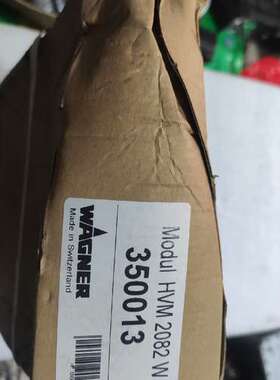 Modul HVM 2082 W
350013
WAGNER
Made in Switzerland